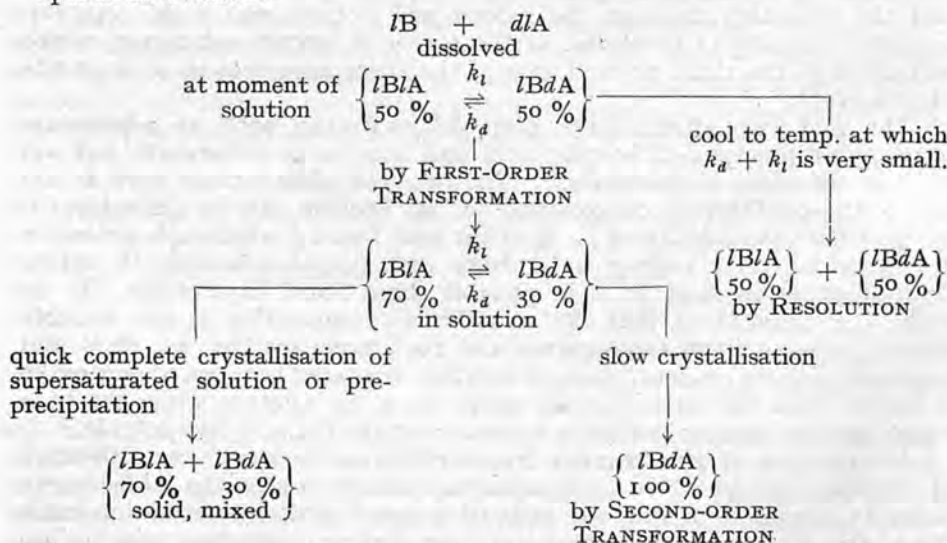 lB + dlA
dissolved
at moment of solution { lBlA 50 % k_l ⇌ k_d lBdA 50 % }
cool to temp. at which
k_d + k_l is very small.
by FIRST-ORDER
TRANSFORMATION
{ lBlA 70 % k_l ⇌ k_d lBdA 30 % } in solution
{ lBlA 50 % } + { lBdA 50 % }
by RESOLUTION
quick complete crystallisation of
supersaturated solution or pre-
precipitation
slow crystallisation
{ lBlA + lBdA
70 % 30 %
solid, mixed }
{ lBdA
100 % }
by SECOND-ORDER
TRANSFORMATION